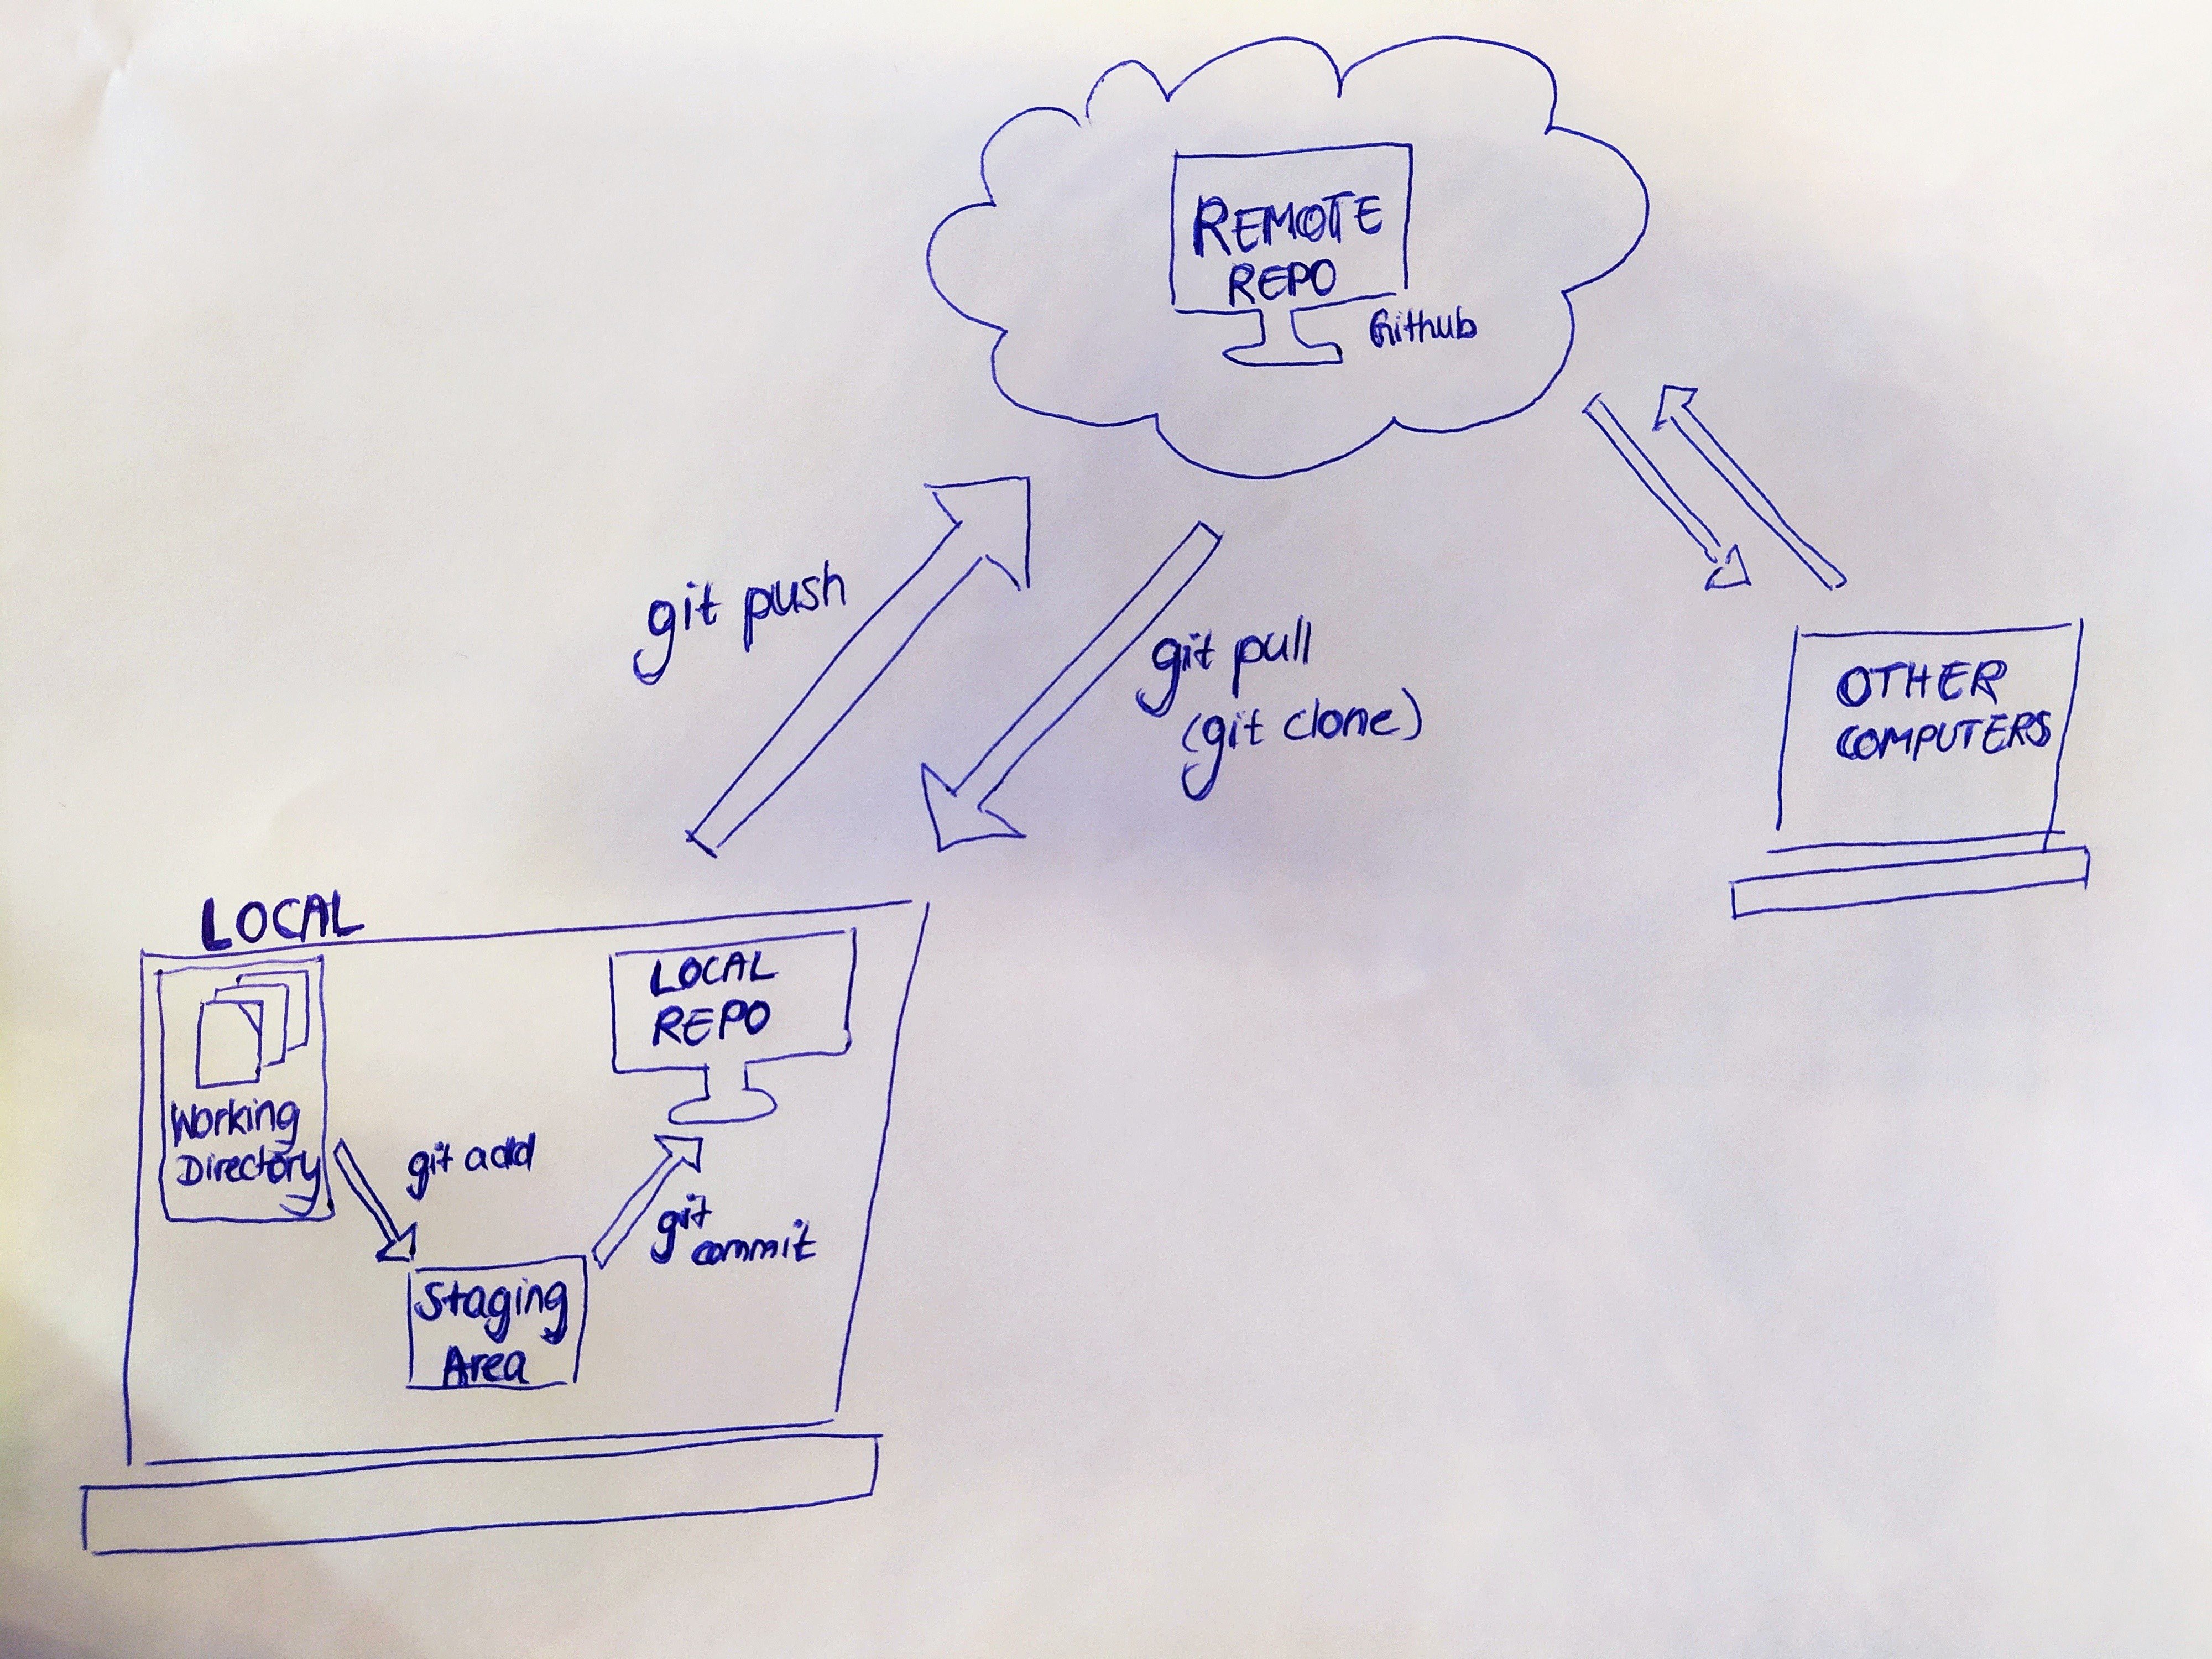 REMOTE
REPO
Github
git push
git pull
(git clone)
OTHER
COMPUTERS
LOCAL
LOCAL
REPO
Working
Directory
git add
git
commit
Staging
Area